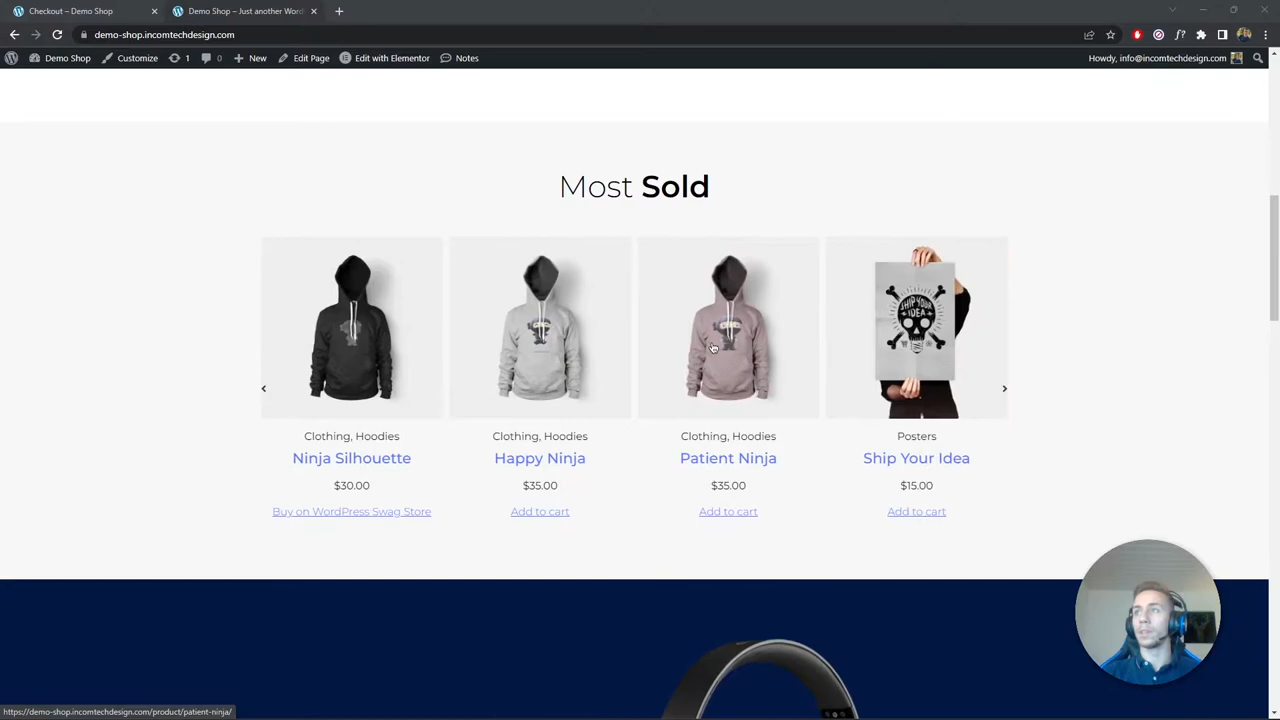 Checkout – Demo Shop
Demo Shop – Just another Word
demo-shop.incomtechdesign.com
Demo Shop
Customize
1
0
New
Edit Page
Edit with Elementor
Notes
Howdy, info@incomtechdesign.com
Most Sold
SHIP YOUR
IDEA
Clothing, Hoodies
Clothing, Hoodies
Clothing, Hoodies
Posters
Ninja Silhouette
Happy Ninja
Patient Ninja
Ship Your Idea
$30.00
$35.00
$35.00
$15.00
Buy on WordPress Swag Store
Add to cart
Add to cart
Add to cart
https://demo-shop.incomtechdesign.com/product/patient-ninja/